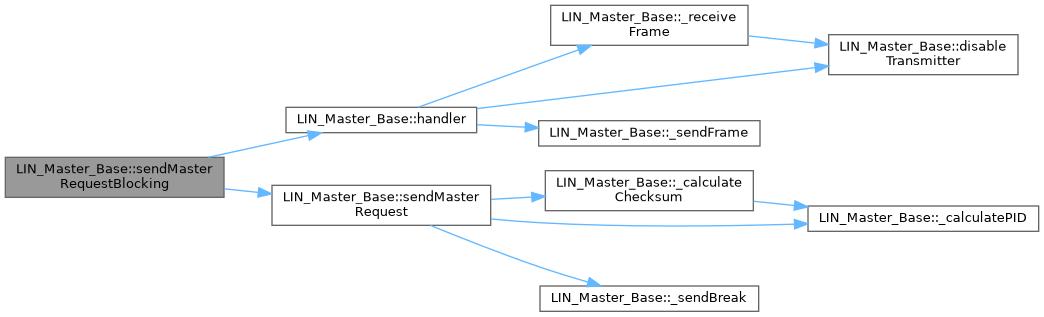 LIN_Master_Base::sendMaster
RequestBlocking
LIN_Master_Base::handler
LIN_Master_Base::_receive
Frame
LIN_Master_Base::disable
Transmitter
LIN_Master_Base::_sendFrame
LIN_Master_Base::sendMaster
Request
LIN_Master_Base::_calculate
Checksum
LIN_Master_Base::_calculatePID
LIN_Master_Base::_sendBreak